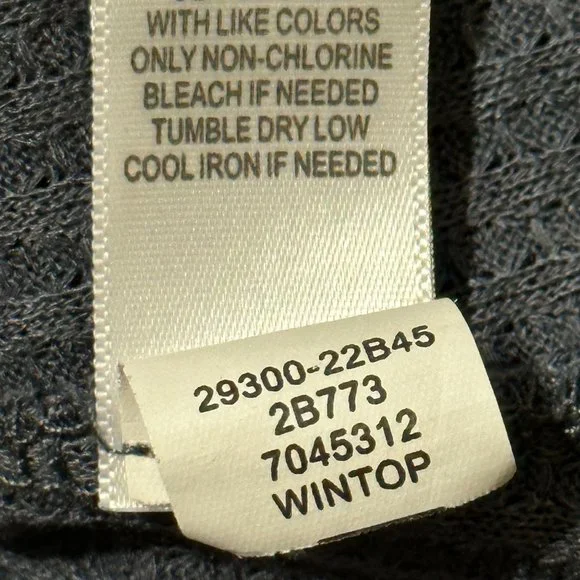 WITH LIKE COLORS
ONLY NON-CHLORINE
BLEACH IF NEEDED
TUMBLE DRY LOW
COOL IRON IF NEEDED
29300-22B45
2B773
7045312
WINTOP